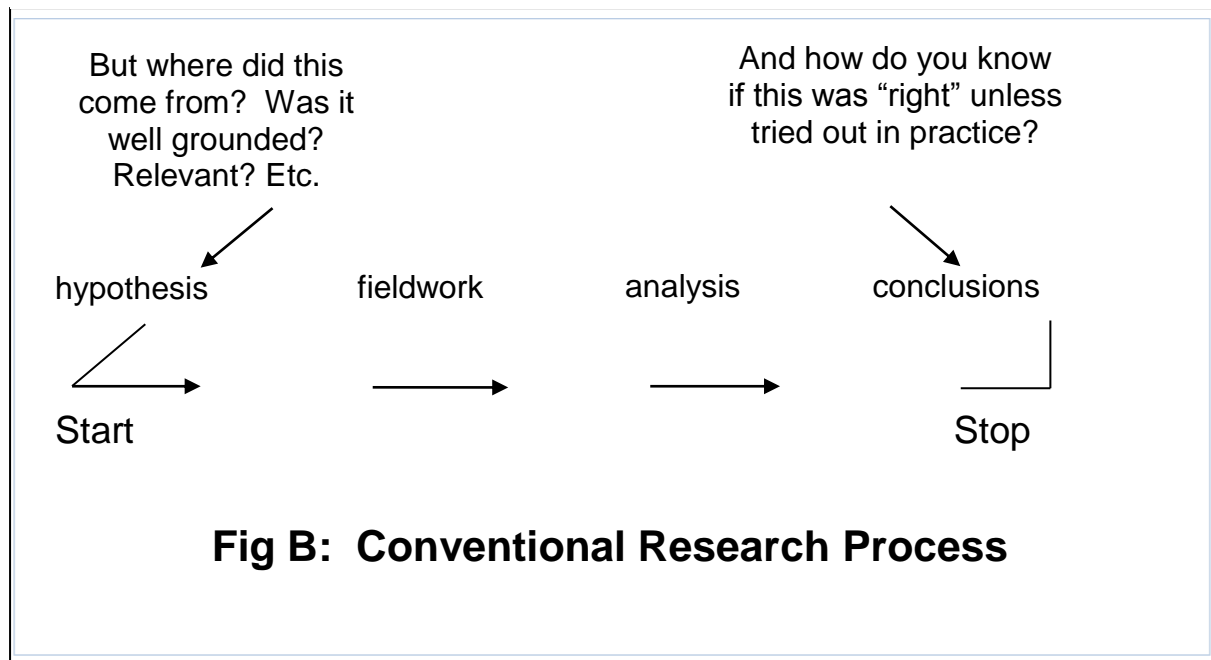 But where did this
come from? Was it
well grounded?
Relevant? Etc.
And how do you know
if this was “right” unless
tried out in practice?
hypothesis
fieldwork
analysis
conclusions
Start
Stop
Fig B: Conventional Research Process